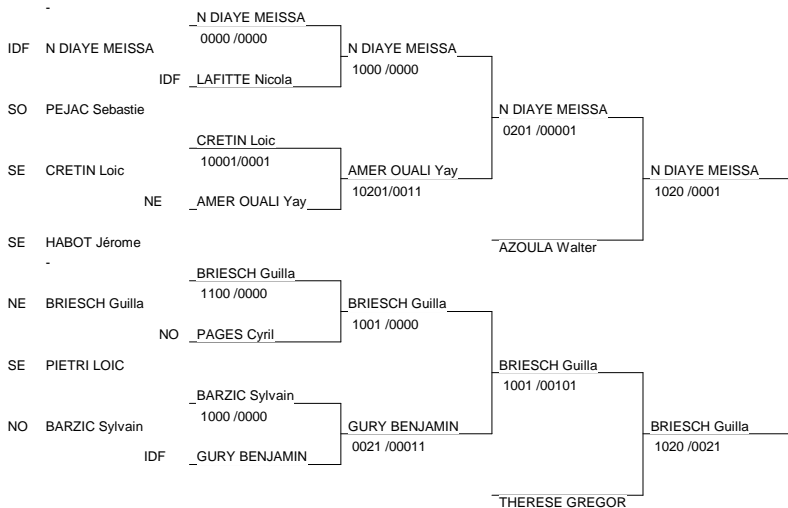 -
N DIAYE MEISSA
0000 /0000
IDF N DIAYE MEISSA
N DIAYE MEISSA
1000 /0000
IDF LAFITTE Nicola
SO PEJAC Sebastie
N DIAYE MEISSA
0201 /00001
CRETIN Loic
10001/0001
SE CRETIN Loic
AMER OUALI Yay
10201/0011
N DIAYE MEISSA
1020 /0001
NE AMER OUALI Yay
SE HABOT Jérome
AZOULA Walter
-
BRIESCH Guilla
1100 /0000
NE BRIESCH Guilla
BRIESCH Guilla
1001 /0000
NO PAGES Cyril
SE PIETRI LOIC
BRIESCH Guilla
1001 /00101
BARZIC Sylvain
1000 /0000
NO BARZIC Sylvain
GURY BENJAMIN
0021 /00011
BRIESCH Guilla
1020 /0021
IDF GURY BENJAMIN
THERESE GREGOR